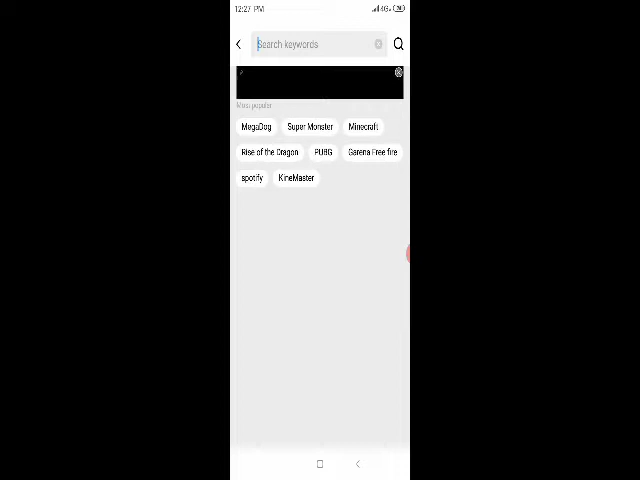 12:27 PM 4G+
Search keywords
Most popular
MegaDog Super Monster Minecraft
Rise of the Dragon PUBG Garena Free fire
spotify KineMaster